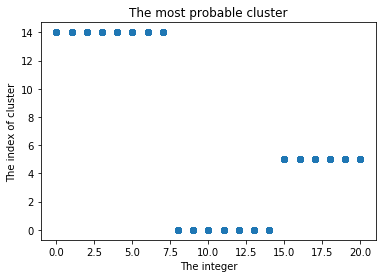 The most probable cluster
14
12
10
8
6
4
2
0
The index of cluster
0.0 2.5 5.0 7.5 10.0 12.5 15.0 17.5 20.0
The integer